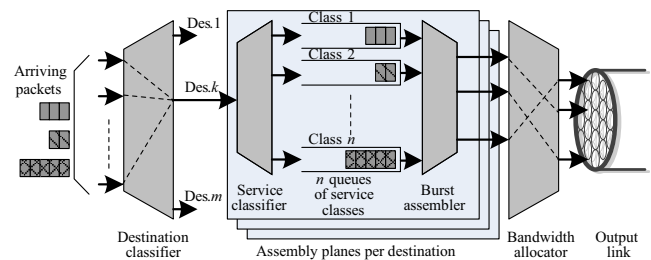 Arriving
packets
Des.1
Des.k
Des.m
Destination
classifier
Service
classifier
Class 1
Class 2
Class n
n queues
of service
classes
Burst
assembler
Assembly planes per destination
Bandwidth
allocator
Output
link